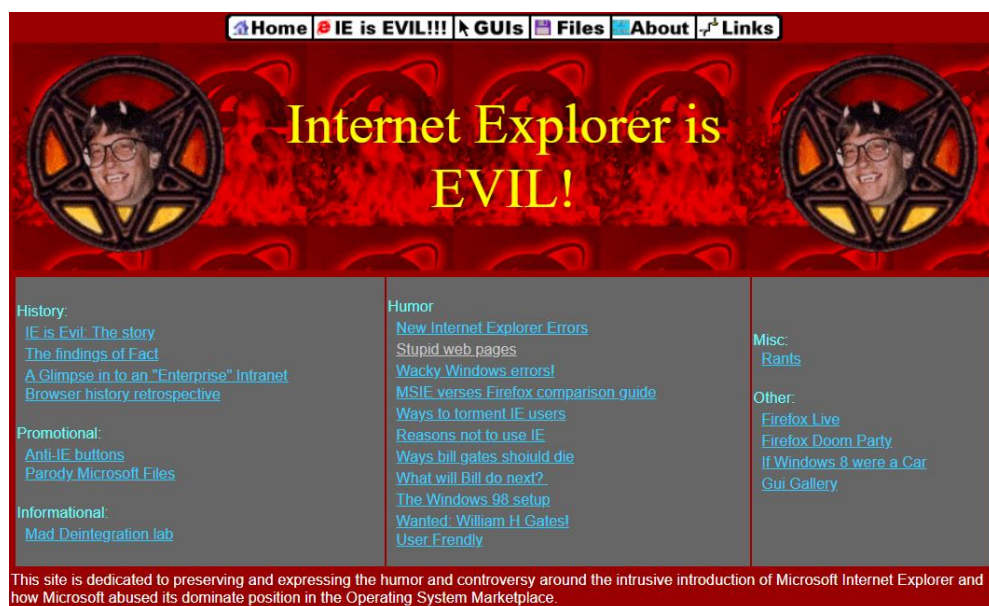 Home IE is EVIL!!! GUIs Files About Links
Internet Explorer is
EVIL!
History:
IE is Evil: The story
The findings of Fact
A Glimpse in to an "Enterprise" Intranet
Browser history retrospective
Promotional:
Anti-IE buttons
Parody Microsoft Files
Informational:
Mad Deintegration lab
Humor
New Internet Explorer Errors
Stupid web pages
Wacky Windows errors!
MSIE verses Firefox comparison guide
Ways to torment IE users
Reasons not to use IE
Ways bill gates shoiuld die
What will Bill do next?
The Windows 98 setup
Wanted: William H Gates!
User Frendly
Misc:
Rants
Other:
Firefox Live
Firefox Doom Party
If Windows 8 were a Car
Gui Gallery
This site is dedicated to preserving and expressing the humor and controversy around the intrusive introduction of Microsoft Internet Explorer and
how Microsoft abused its dominate position in the Operating System Marketplace.